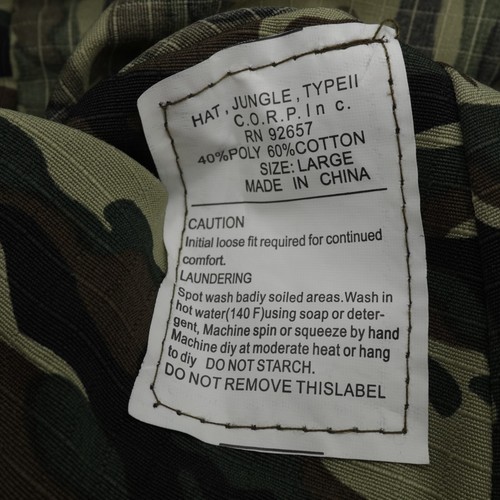 HAT, JUNGLE, TYPEII
C.O.R.P.Inc.
RN 92657
40%POLY 60%COTTON
SIZE: LARGE
MADE IN CHINA
CAUTION
Initial loose fit required for continued
comfort.
LAUNDERING
Spot wash badiy soiled areas.Wash in
hot water(140 F)using soap or deter-
gent, Machine spin or squeeze by hand
Machine diy at moderate heat or hang
to diy DO NOT STARCH.
DO NOT REMOVE THISLABEL